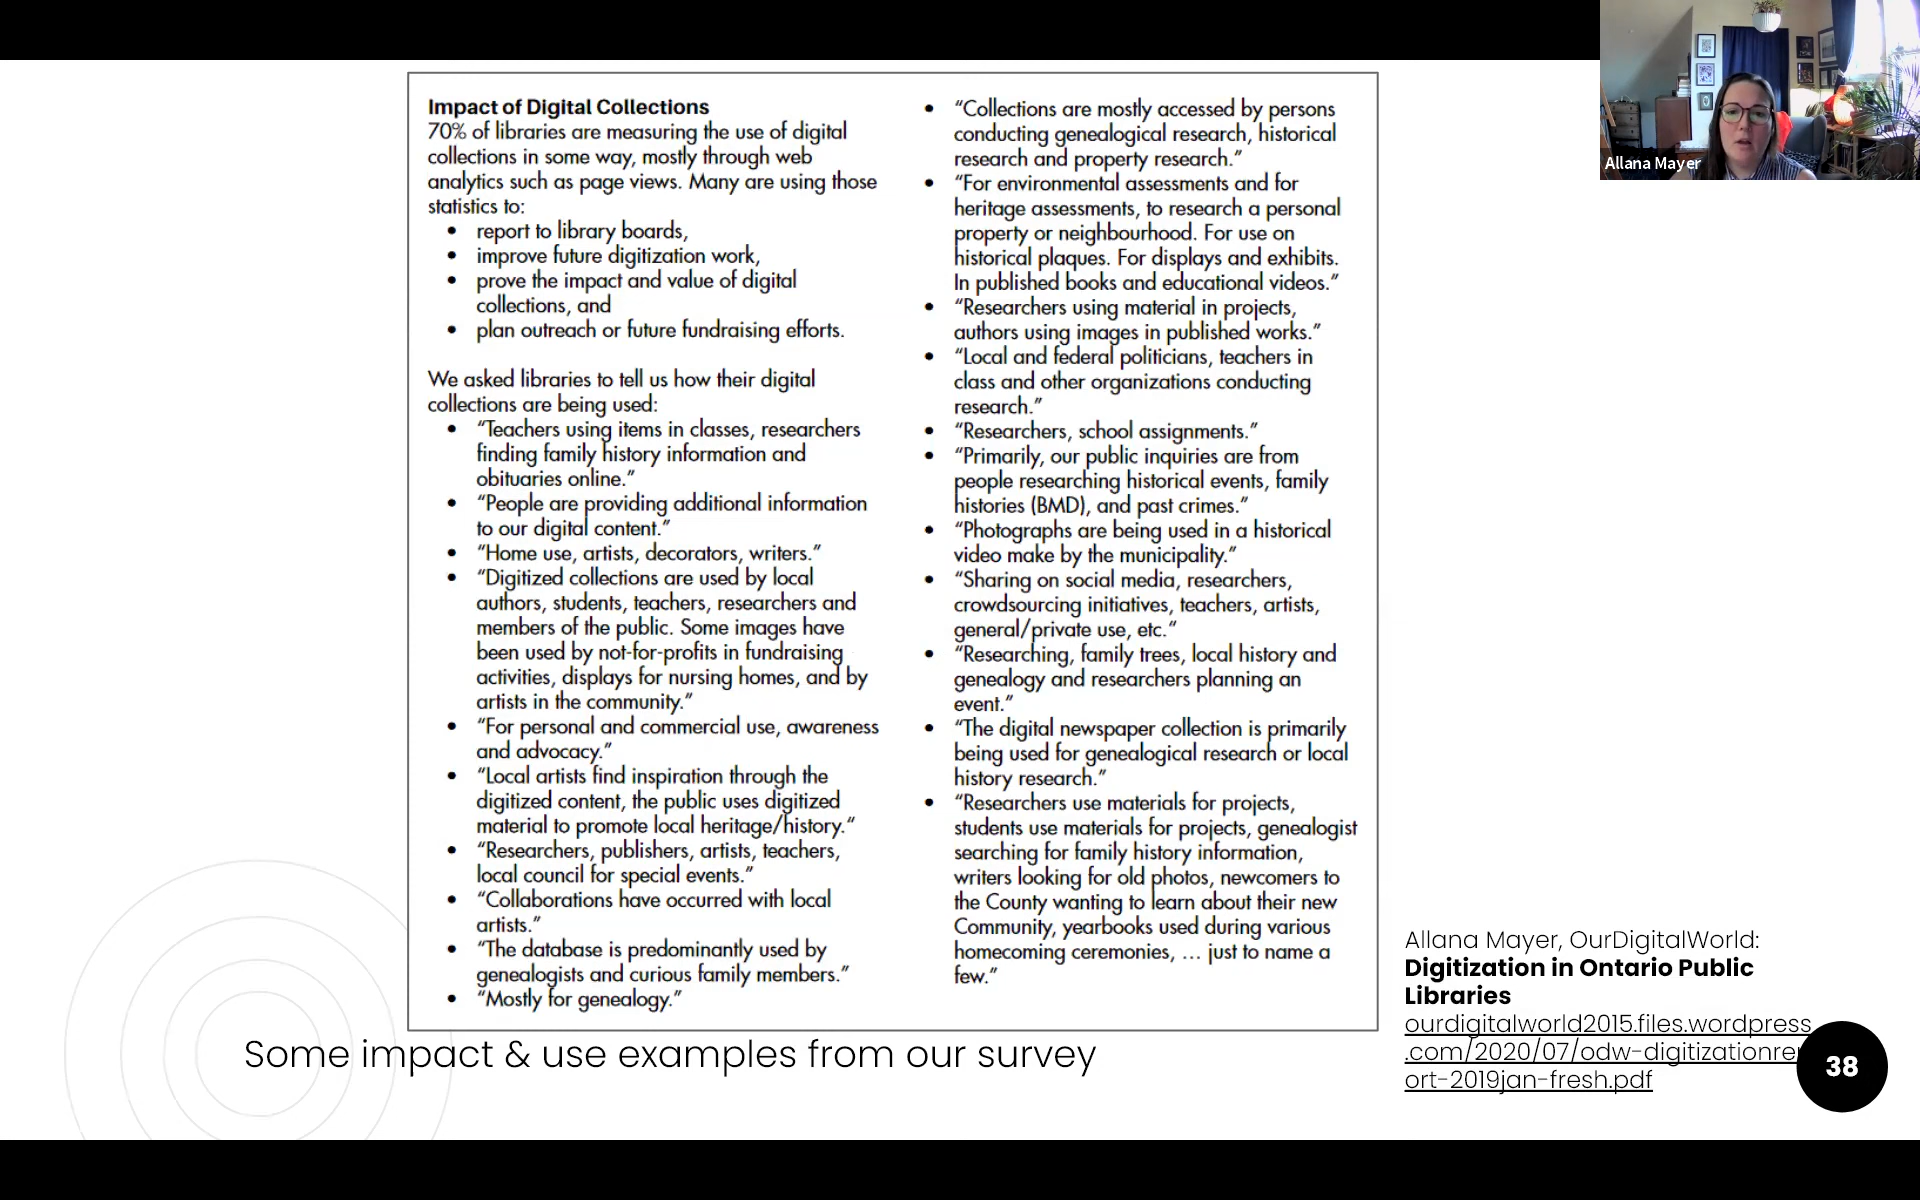 Impact of Digital Collections
70% of libraries are measuring the use of digital
collections in some way, mostly through web
analytics such as page views. Many are using those
statistics to:
• report to library boards,
• improve future digitization work,
• prove the impact and value of digital
collections, and
• plan outreach or future fundraising efforts.
We asked libraries to tell us how their digital
collections are being used:
• “Teachers using items in classes, researchers
finding family history information and
obituaries online.”
• “People are providing additional information
to our digital content.”
• “Home use, artists, decorators, writers.”
• “Digitized collections are used by local
authors, students, teachers, researchers and
members of the public. Some images have
been used by not-for-profits in fundraising
activities, displays for nursing homes, and by
artists in the community.”
• “For personal and commercial use, awareness
and advocacy.”
• “Local artists find inspiration through the
digitized content, the public uses digitized
material to promote local heritage/history.“
• “Researchers, publishers, artists, teachers,
local council for special events.”
• “Collaborations have occurred with local
artists.”
• “The database is predominantly used by
genealogists and curious family members.”
• “Mostly for genealogy.”
• “Collections are mostly accessed by persons
conducting genealogical research, historical
research and property research.”
• “For environmental assessments and for
heritage assessments, to research a personal
property or neighbourhood. For use on
historical plaques. For displays and exhibits.
In published books and educational videos.”
• “Researchers using material in projects,
authors using images in published works.”
• “Local and federal politicians, teachers in
class and other organizations conducting
research.”
• “Researchers, school assignments.”
• “Primarily, our public inquiries are from
people researching historical events, family
histories (BMD), and past crimes.”
• “Photographs are being used in a historical
video make by the municipality.”
• “Sharing on social media, researchers,
crowdsourcing initiatives, teachers, artists,
general/private use, etc.“
• “Researching, family trees, local history and
genealogy and researchers planning an
event.”
• “The digital newspaper collection is primarily
being used for genealogical research or local
history research.”
• “Researchers use materials for projects,
students use materials for projects, genealogist
searching for family history information,
writers looking for old photos, newcomers to
the County wanting to learn about their new
Community, yearbooks used during various
homecoming ceremonies, … just to name a
few.”
Some impact & use examples from our survey
Allana Mayer, OurDigitalWorld:
Digitization in Ontario Public
Libraries
ourdigitalworld2015.files.wordpress
.com/2020/07/odw-digitizationrep
ort-2019jan-fresh.pdf
38
Allana Mayer